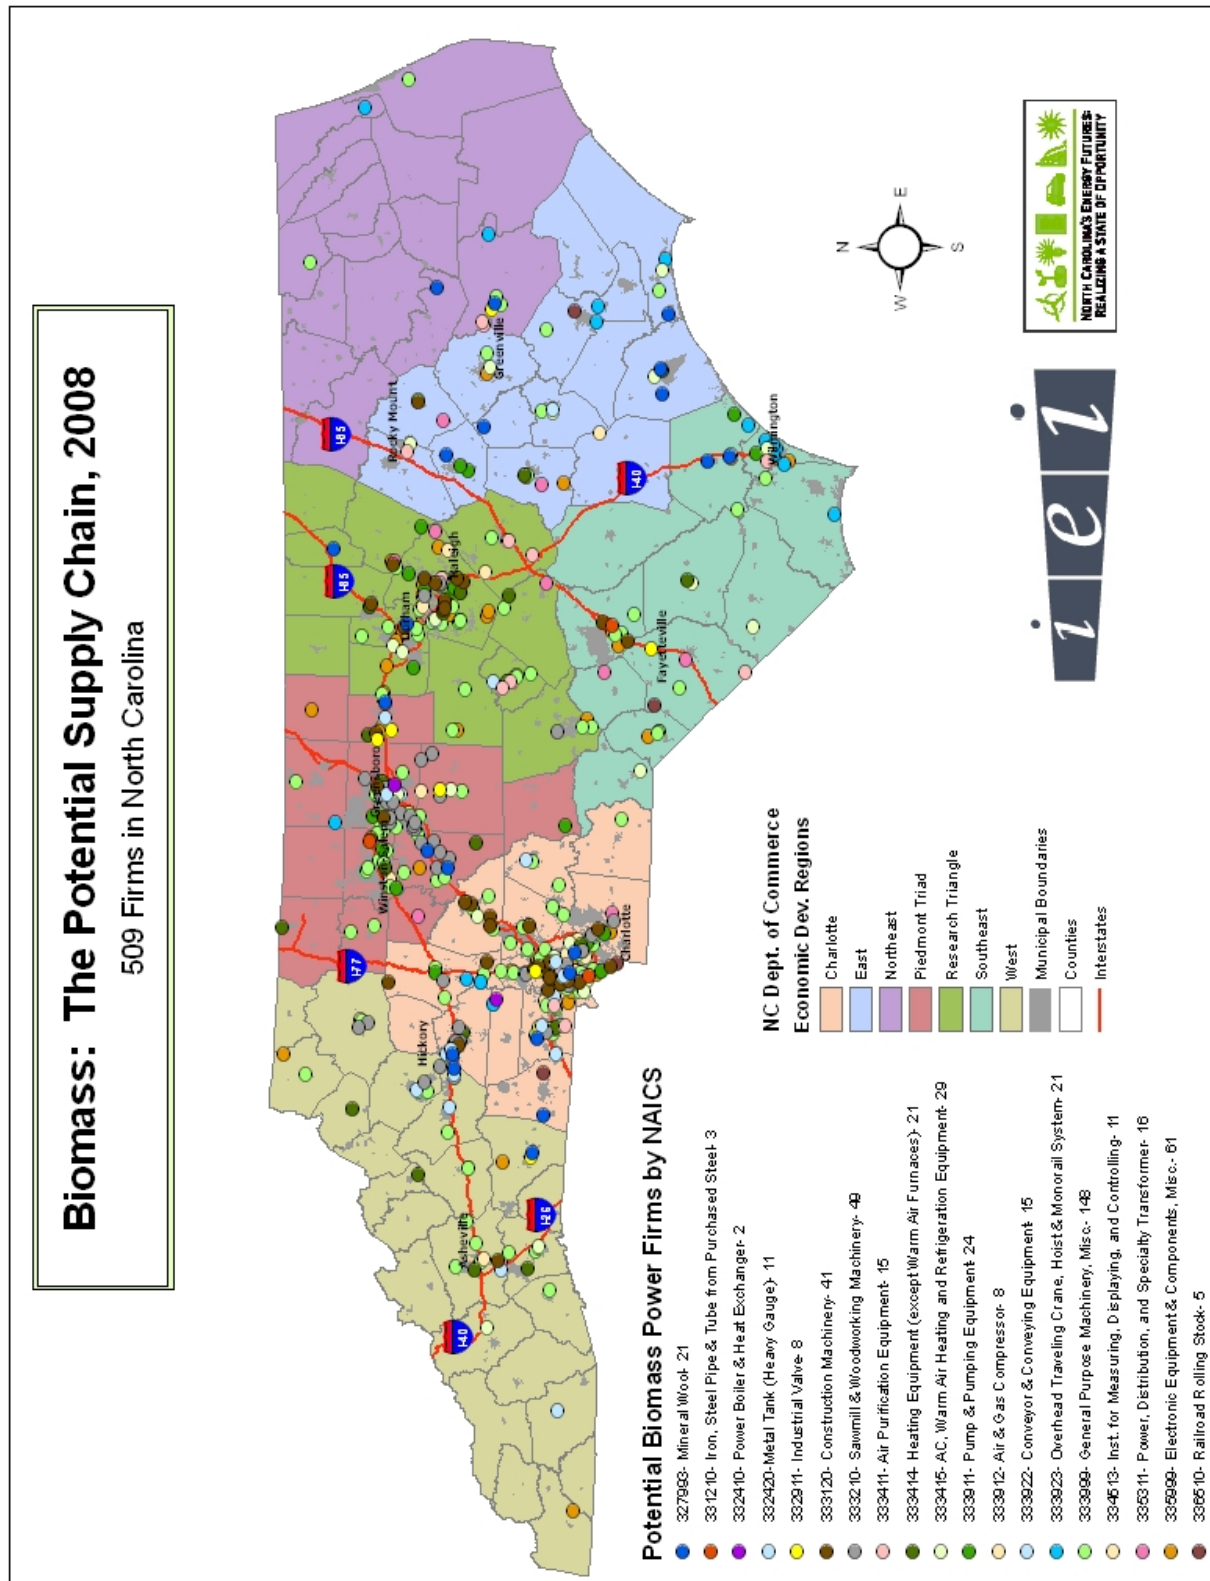 Biomass: The Potential Supply Chain, 2008
509 Firms in North Carolina
I-77
I-85
I-85
I-40
I-40
I-26
Rocky Mount
Greenville
Raleigh
Durham
Greensboro
Winston-Salem
Hickory
Asheville
Charlotte
Fayetteville
Wilmington
N
W
E
S
Potential Biomass Power Firms by NAICS
327993- Mineral Wool- 21
331210- Iron, Steel Pipe & Tube from Purchased Steel- 3
332410- Power Boiler & Heat Exchanger- 2
332420-Metal Tank (Heavy Gauge)- 11
332911- Industrial Valve- 8
333120- Construction Machinery- 41
333210- Sawmill & Woodworking Machinery- 49
333411- Air Purification Equipment- 15
333414- Heating Equipment (except Warm Air Furnaces)- 21
333415- AC, Warm Air Heating and Refrigeration Equipment- 29
333911- Pump & Pumping Equipment- 24
333912- Air & Gas Compressor- 8
333922- Conveyor & Conveying Equipment- 15
333923- Overhead Traveling Crane, Hoist & Monorail System- 21
333999- General Purpose Machinery, Misc.- 148
334513- Inst. for Measuring, Displaying, and Controlling- 11
335311- Power, Distribution, and Specialty Transformer- 16
335999- Electronic Equipment & Components, Misc.- 61
336510- Railroad Rolling Stock- 5
NC Dept. of Commerce
Economic Dev. Regions
Charlotte
East
Northeast
Piedmont Triad
Research Triangle
Southeast
West
Municipal Boundaries
Counties
Interstates
iei
NORTH CAROLINA'S ENERGY FUTURES:
REALIZING A STATE OF OPPORTUNITY